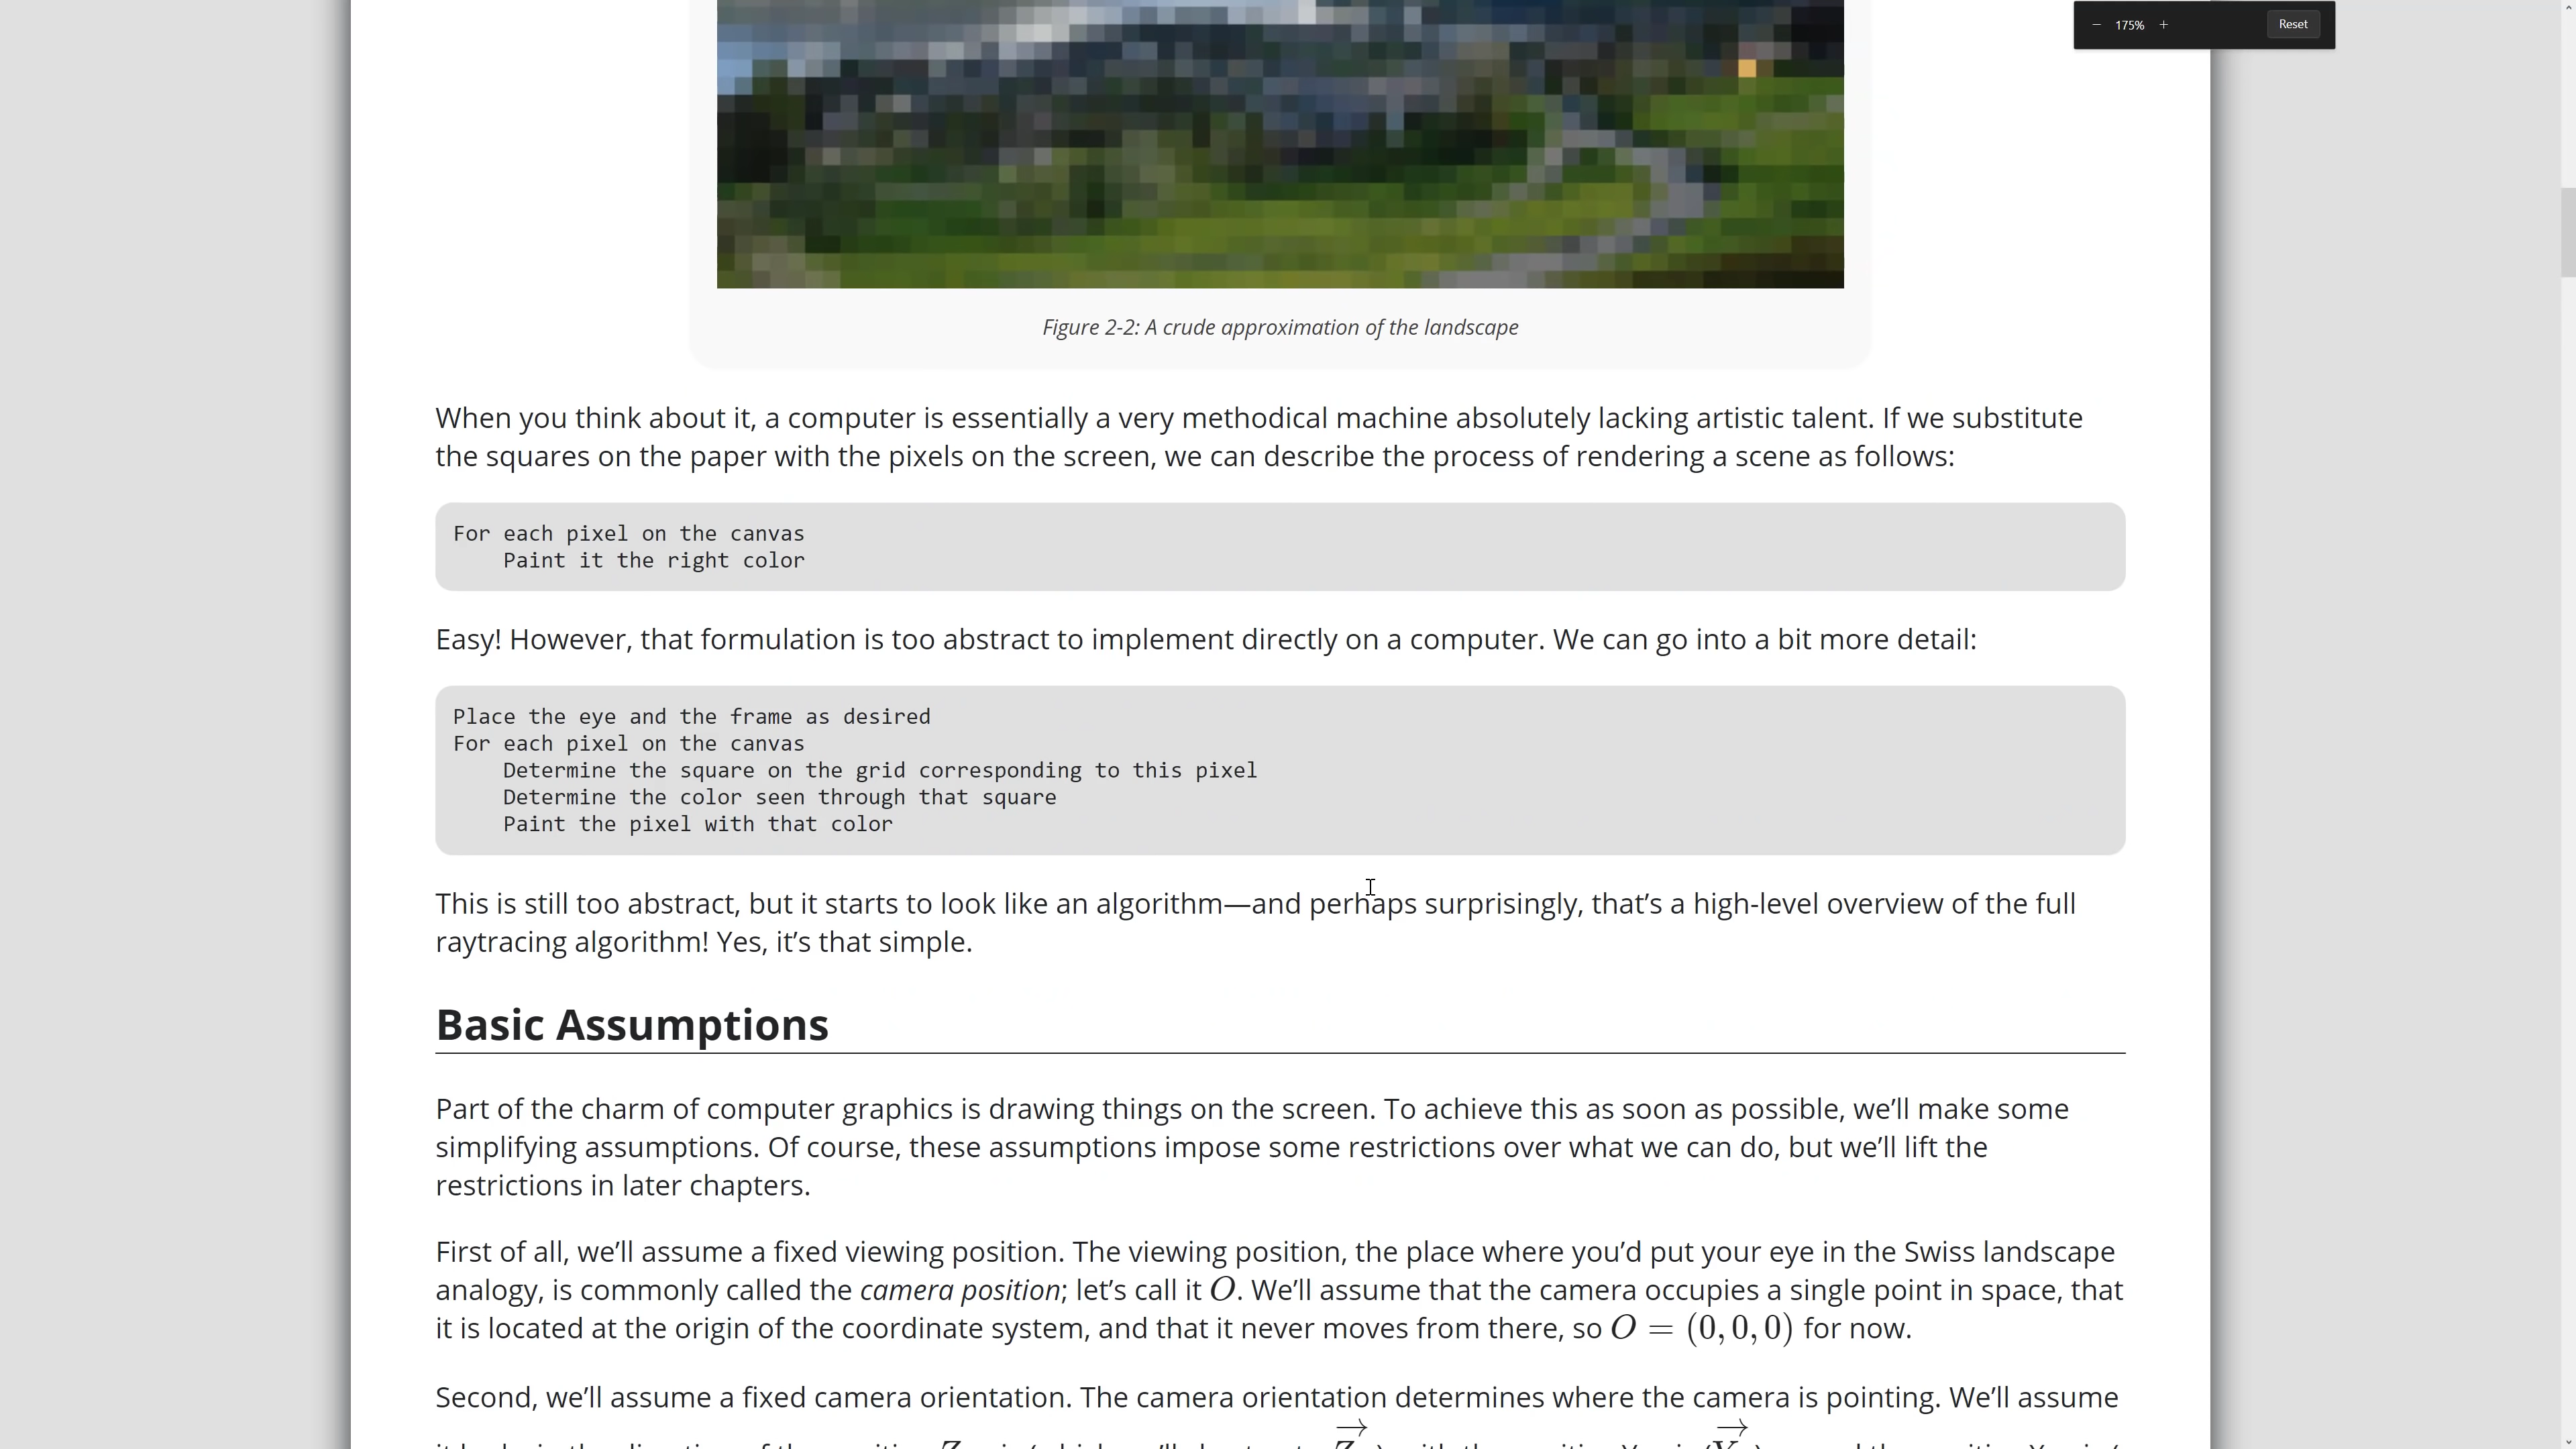 175%
Reset
Figure 2-2: A crude approximation of the landscape
When you think about it, a computer is essentially a very methodical machine absolutely lacking artistic talent. If we substitute
the squares on the paper with the pixels on the screen, we can describe the process of rendering a scene as follows:
For each pixel on the canvas
    Paint it the right color
Easy! However, that formulation is too abstract to implement directly on a computer. We can go into a bit more detail:
Place the eye and the frame as desired
For each pixel on the canvas
    Determine the square on the grid corresponding to this pixel
    Determine the color seen through that square
    Paint the pixel with that color
This is still too abstract, but it starts to look like an algorithm—and perhaps surprisingly, that’s a high-level overview of the full
raytracing algorithm! Yes, it’s that simple.
Basic Assumptions
Part of the charm of computer graphics is drawing things on the screen. To achieve this as soon as possible, we’ll make some
simplifying assumptions. Of course, these assumptions impose some restrictions over what we can do, but we’ll lift the
restrictions in later chapters.
First of all, we’ll assume a fixed viewing position. The viewing position, the place where you’d put your eye in the Swiss landscape
analogy, is commonly called the camera position; let’s call it O. We’ll assume that the camera occupies a single point in space, that
it is located at the origin of the coordinate system, and that it never moves from there, so O = (0, 0, 0) for now.
Second, we’ll assume a fixed camera orientation. The camera orientation determines where the camera is pointing. We’ll assume